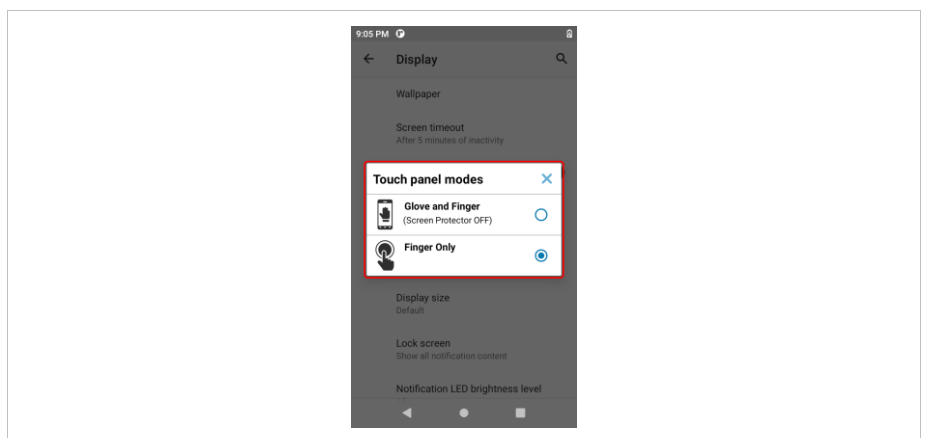 9:05 PM
Display
Wallpaper
Screen timeout
After 5 minutes of inactivity
Touch panel modes
Glove and Finger
(Screen Protector OFF)
Finger Only
Display size
Default
Lock screen
Show all notification content
Notification LED brightness level